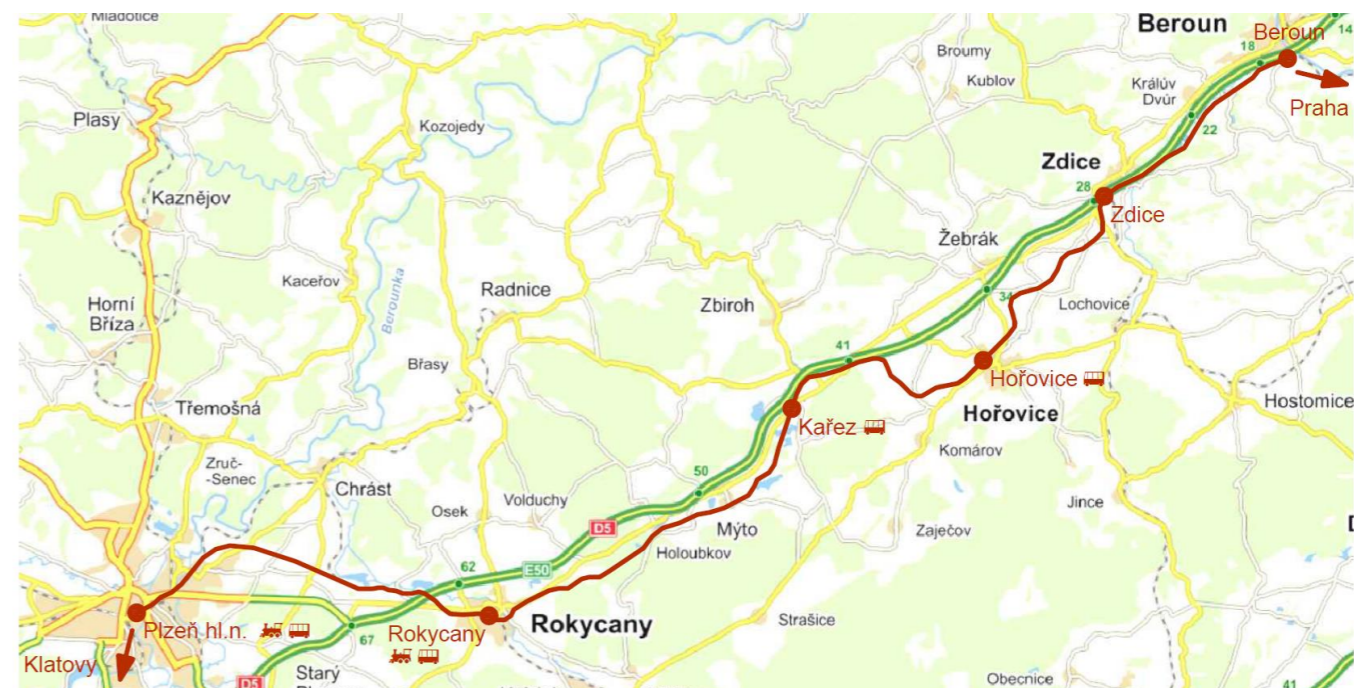 Mladotice
Beroun
14
Beroun
18
Broumy
Kublov
Králův
Dvůr
Praha
Plasy
Kozojedy
22
Zdice
28
Zdice
Kaznějov
Žebrák
Kaceřov
Berounka
Radnice
Zbiroh
34
Lochovice
Horní
Bříza
41
Břasy
Hořovice
Hostomice
Třemošná
Hořovice
Kařez
Komárov
Zruč-
-Senec
Chrást
50
Volduchy
Osek
D5
Mýto
Zaječov
Jince
Holoubkov
62
E50
Plzeň hl.n.
67
Rokycany
Rokycany
Strašice
Klatovy
Starý
D5
Obecnice
41